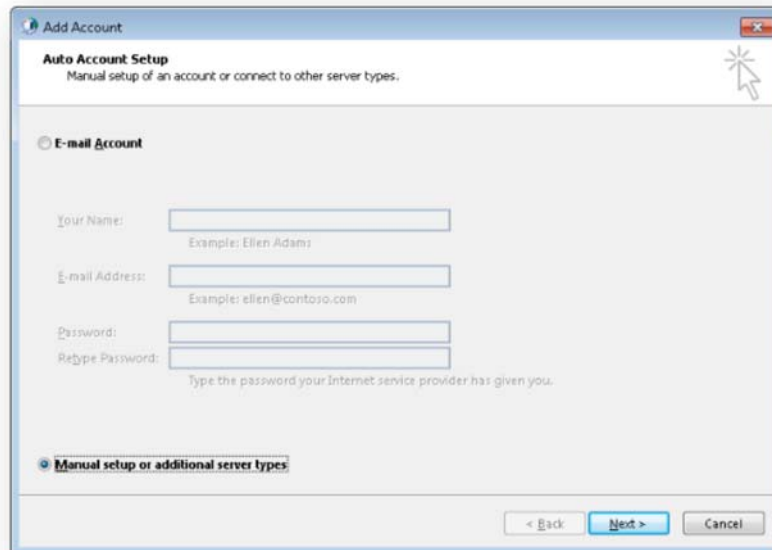 Add Account
Auto Account Setup
Manual setup of an account or connect to other server types.
E-mail Account
Your Name:
Example: Ellen Adams
E-mail Address:
Example: ellen@contoso.com
Password:
Retype Password:
Type the password your Internet service provider has given you.
Manual setup or additional server types
< Back Next > Cancel